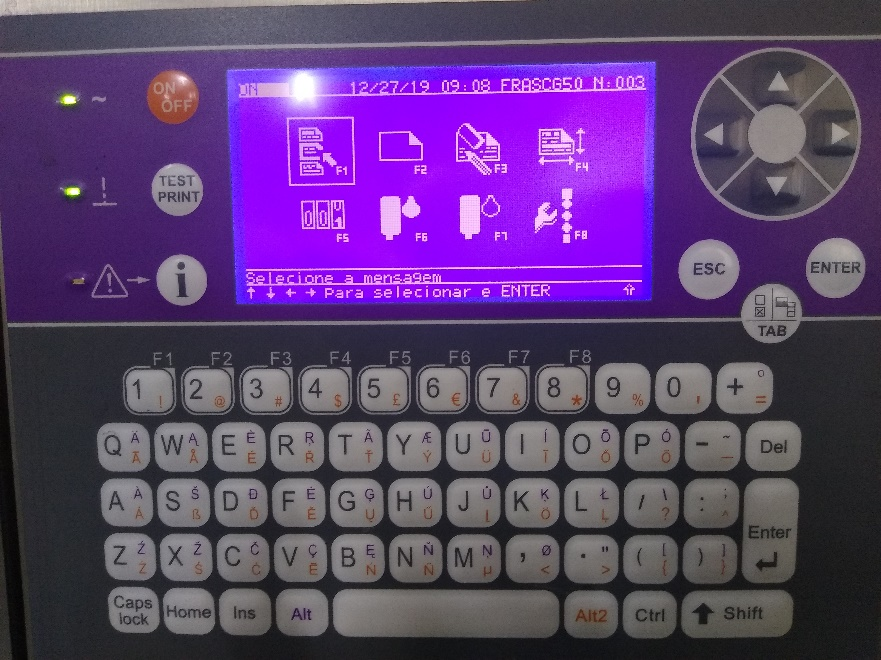 ON 12/27/19 09:08 FRASCG50 N:003
ON OFF
TEST PRINT
F1 F2 F3 F4
F5 F6 F7 F8
Selecione a mensagem
↑ ↓ ← → Para selecionar e ENTER
ESC
ENTER
TAB
F1 F2 F3 F4 F5 F6 F7 F8
1 ! 2 @ 3 # 4 $ 5 £ 6 € 7 & 8 * 9 % 0 , + ° =
Q W E R T Y U I O P - ~ _ Del
A S D F G H J K L / \ ? : ; ^
Enter
Z X C V B N M , Ø < . " > ( [ { ) ] }
Caps lock Home Ins Alt Alt2 Ctrl Shift